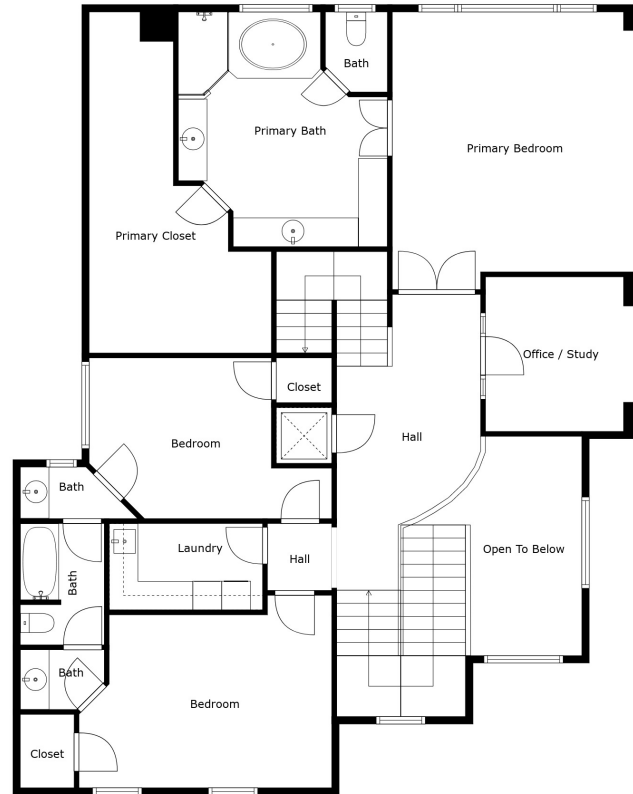 Bath
Primary Bath
Primary Bedroom
Primary Closet
Office / Study
Closet
Hall
Bedroom
Bath
Laundry
Open To Below
Hall
Bath
Bath
Bedroom
Closet